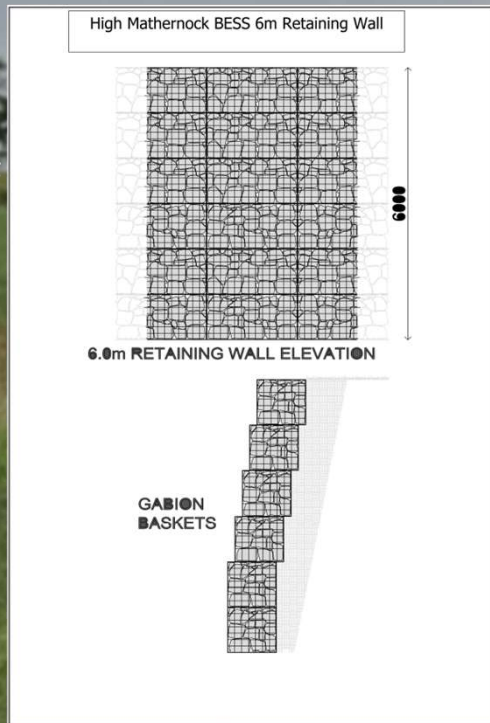 High Mathernock BESS 6m Retaining Wall
6000
6.0m RETAINING WALL ELEVATION
GABION
BASKETS